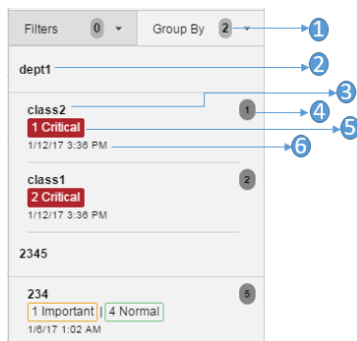 Filters 0 Group By 2 1
dept1 2
class2 1 3
4
1 Critical 5
1/12/17 3:36 PM 6
class1 2
2 Critical
1/12/17 3:36 PM
2345
234 5
1 Important | 4 Normal
1/6/17 1:02 AM